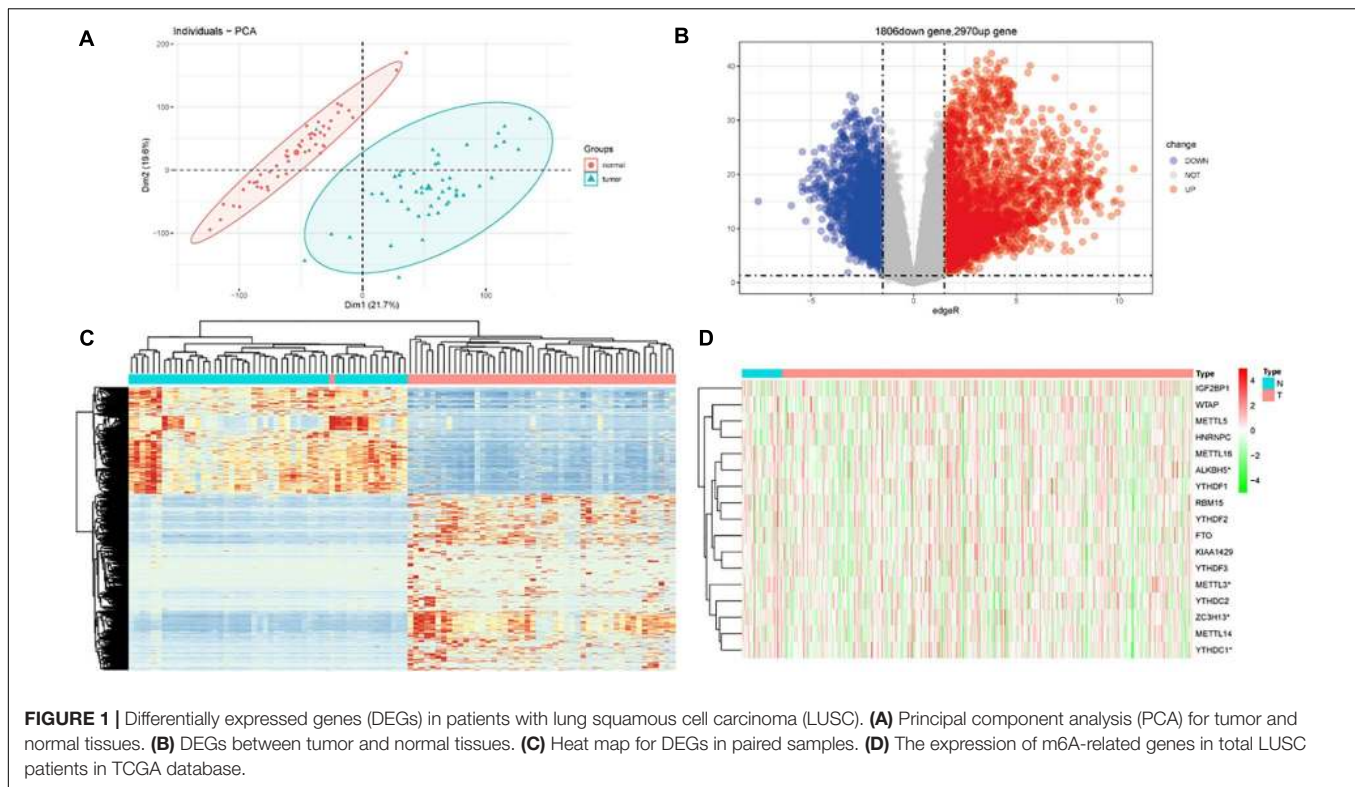 A
Individuals − PCA
200
100
0
−100
−100
0
100
Dim2 (19.6%)
Dim1 (21.7%)
Groups
normal
tumor
B
1806down gene,2970up gene
40
30
20
10
0
-5
0
5
10
edgeR
change
DOWN
NOT
UP
C
D
Type
IGF2BP1
WTAP
METTL5
HNRNPC
METTL16
ALKBH5*
YTHDF1
RBM15
YTHDF2
FTO
KIAA1429
YTHDF3
METTL3*
YTHDC2
ZC3H13*
METTL14
YTHDC1*
4
2
0
−2
−4
Type
N
T
FIGURE 1 | Differentially expressed genes (DEGs) in patients with lung squamous cell carcinoma (LUSC). (A) Principal component analysis (PCA) for tumor and
normal tissues. (B) DEGs between tumor and normal tissues. (C) Heat map for DEGs in paired samples. (D) The expression of m6A-related genes in total LUSC
patients in TCGA database.